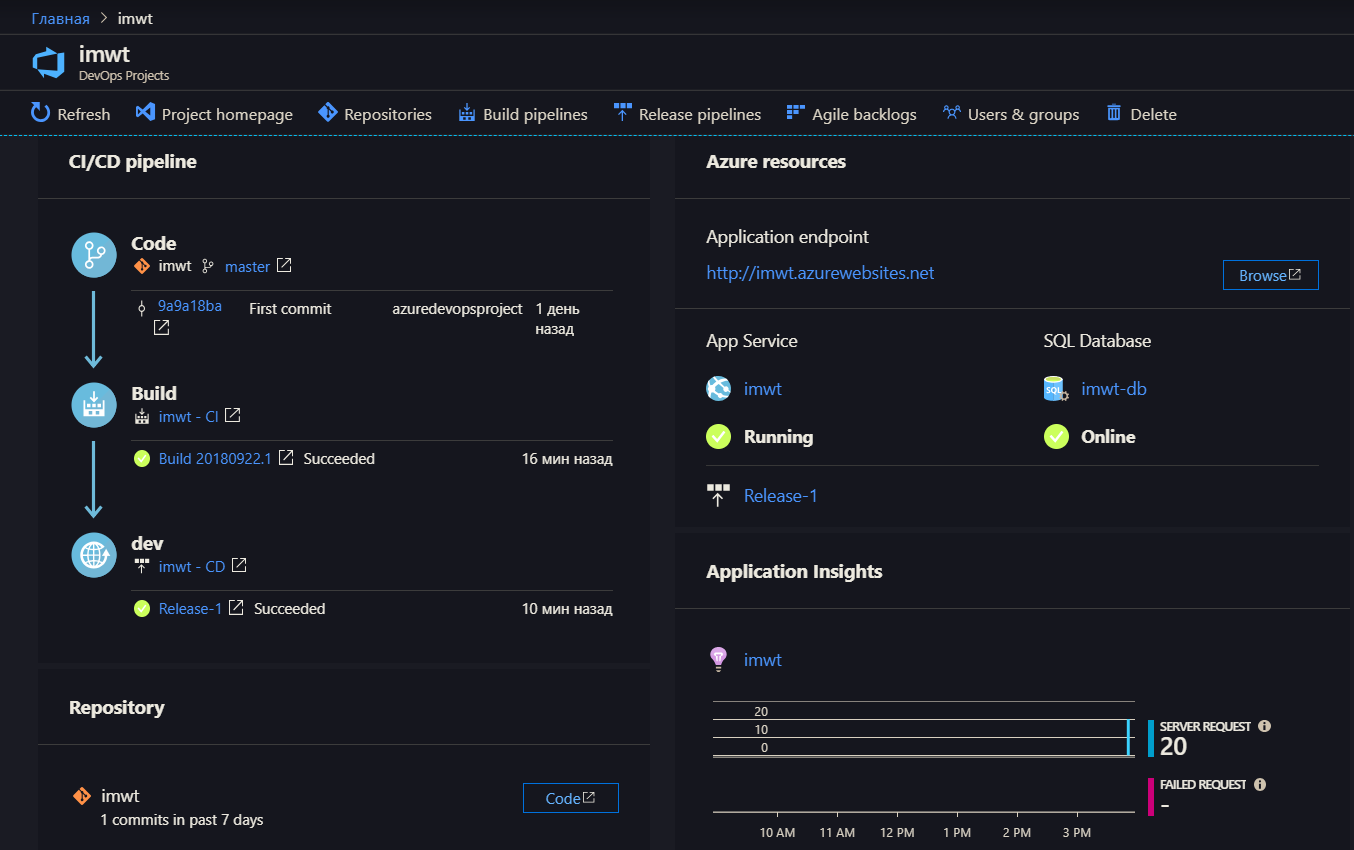 Главная > imwt
imwt
DevOps Projects
Refresh Project homepage Repositories Build pipelines Release pipelines Agile backlogs Users & groups Delete
CI/CD pipeline
Code
imwt master
9a9a18ba First commit azuredevopsproject 1 день
назад
Build
imwt - CI
Build 20180922.1 Succeeded 16 мин назад
dev
imwt - CD
Release-1 Succeeded 10 мин назад
Repository
imwt
1 commits in past 7 days
Code
Azure resources
Application endpoint
http://imwt.azurewebsites.net
Browse
App Service SQL Database
imwt SQL imwt-db
Running Online
Release-1
Application Insights
imwt
20
10
0
SERVER REQUEST
20
FAILED REQUEST
--
10 AM 11 AM 12 PM 1 PM 2 PM 3 PM